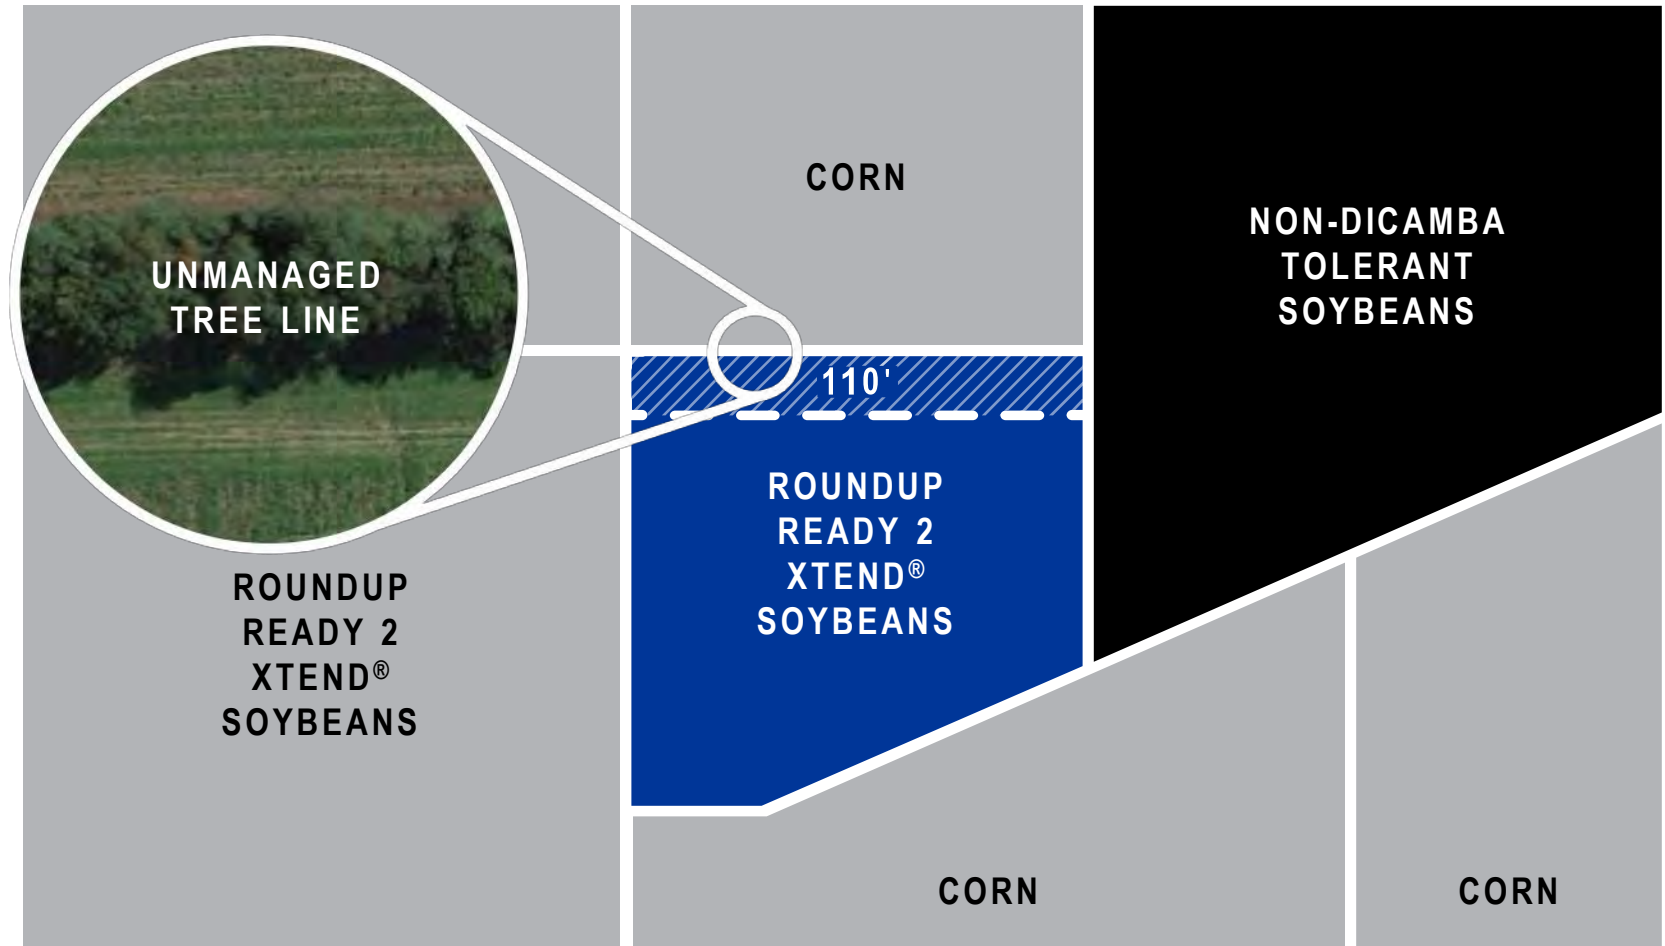 CORN
NON-DICAMBA
TOLERANT
SOYBEANS
UNMANAGED
TREE LINE
110'
ROUNDUP
READY 2
XTEND®
SOYBEANS
ROUNDUP
READY 2
XTEND®
SOYBEANS
CORN
CORN